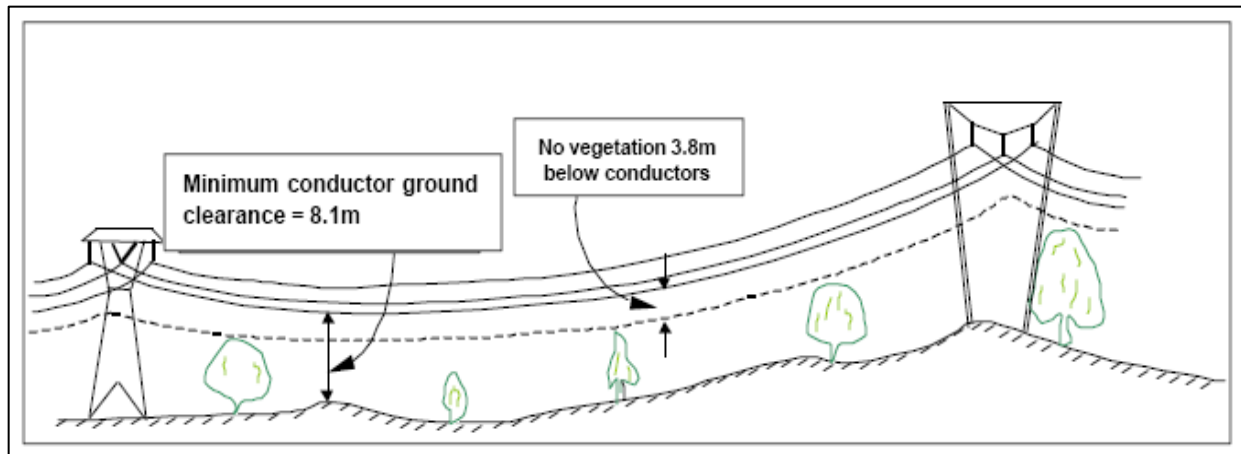 No vegetation 3.8m
below conductors
Minimum conductor ground
clearance = 8.1m